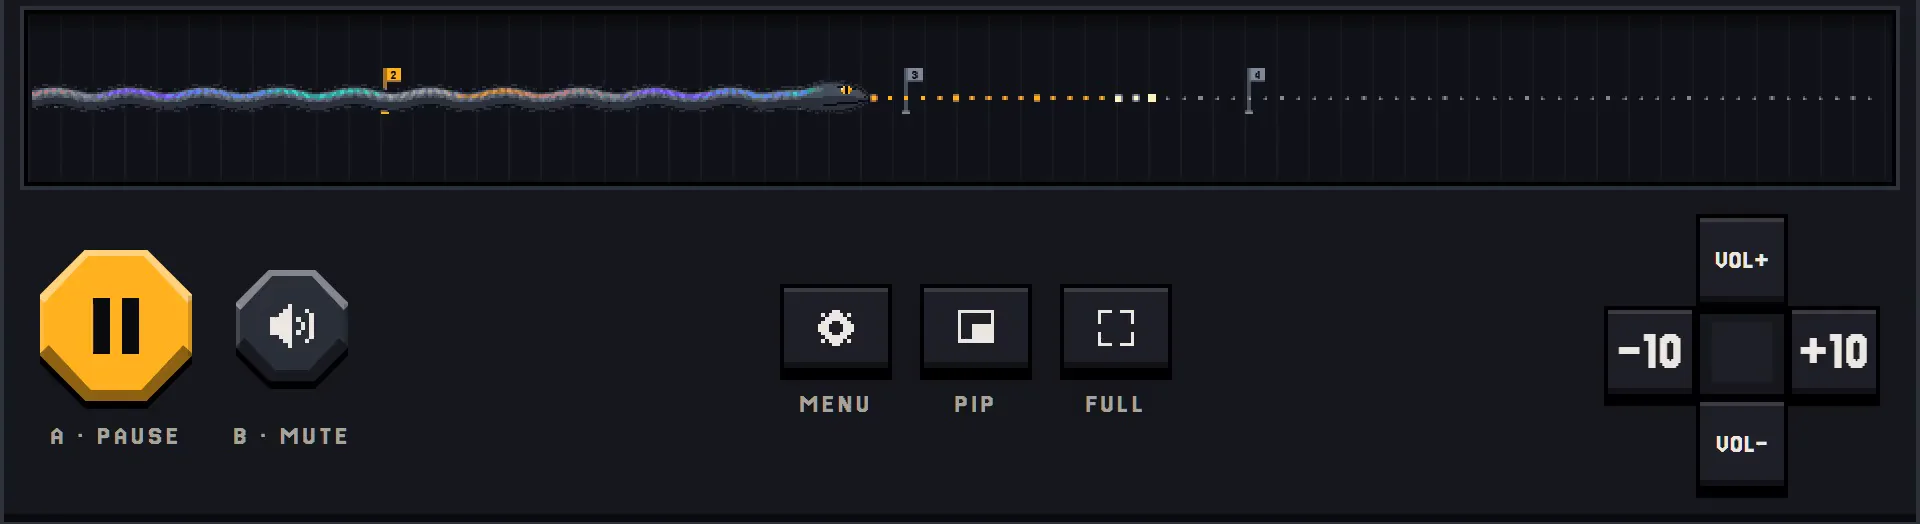 2
3
4
VOL+
-10
+10
MENU
PIP
FULL
A · PAUSE
B · MUTE
VOL-